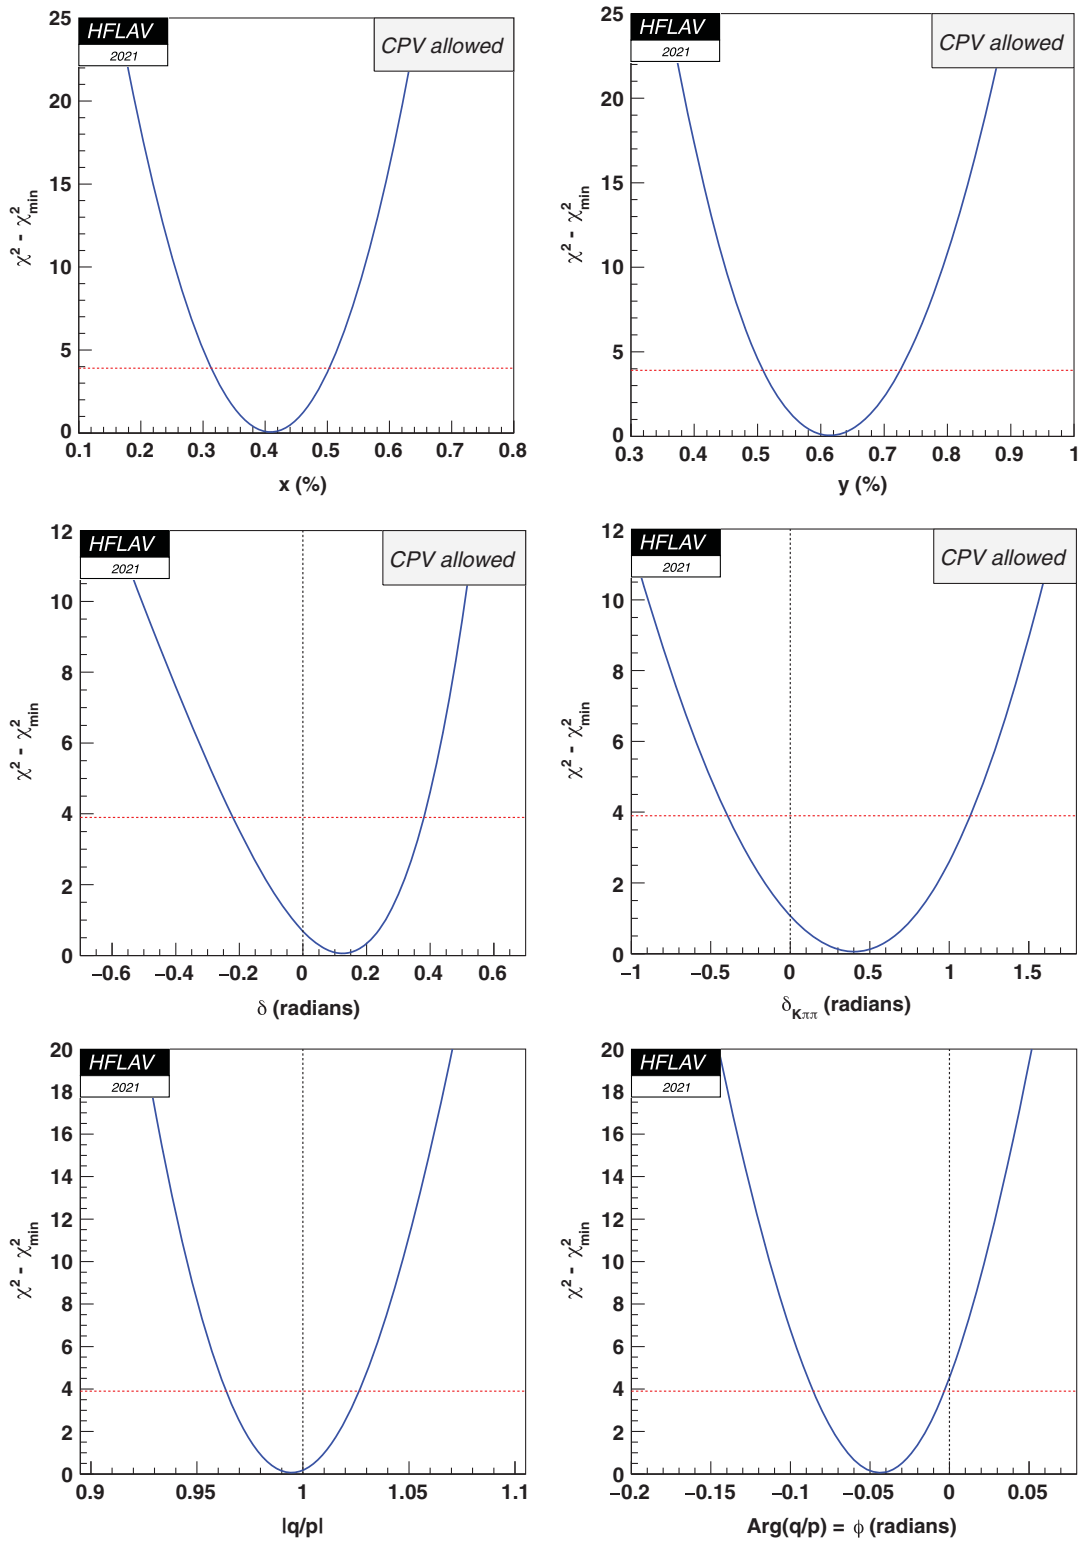 HFLAV
2021
CPV allowed
25
20
15
10
5
0
χ² - χ²min
0.1 0.2 0.3 0.4 0.5 0.6 0.7 0.8
x (%)
HFLAV
2021
CPV allowed
25
20
15
10
5
0
χ² - χ²min
0.3 0.4 0.5 0.6 0.7 0.8 0.9 1
y (%)
HFLAV
2021
CPV allowed
12
10
8
6
4
2
0
χ² - χ²min
−0.6 −0.4 −0.2 0 0.2 0.4 0.6
δ (radians)
HFLAV
2021
CPV allowed
12
10
8
6
4
2
0
χ² - χ²min
−1 −0.5 0 0.5 1 1.5
δKππ (radians)
HFLAV
2021
20
18
16
14
12
10
8
6
4
2
0
χ² - χ²min
0.9 0.95 1 1.05 1.1
|q/p|
HFLAV
2021
20
18
16
14
12
10
8
6
4
2
0
χ² - χ²min
−0.2 −0.15 −0.1 −0.05 0 0.05
Arg(q/p) = ϕ (radians)